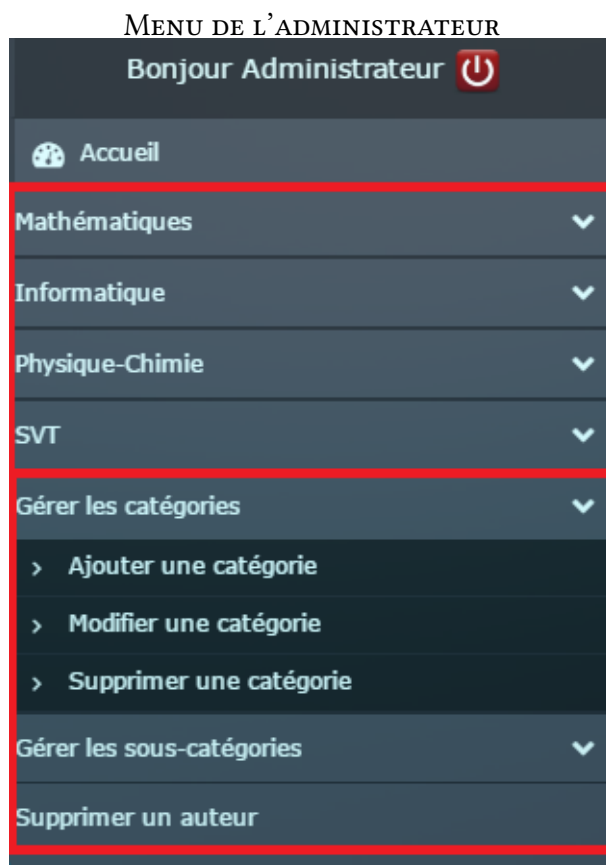 Menu de l’administrateur
Bonjour Administrateur
Accueil
Mathématiques
Informatique
Physique-Chimie
SVT
Gérer les catégories
Ajouter une catégorie
Modifier une catégorie
Supprimer une catégorie
Gérer les sous-catégories
Supprimer un auteur